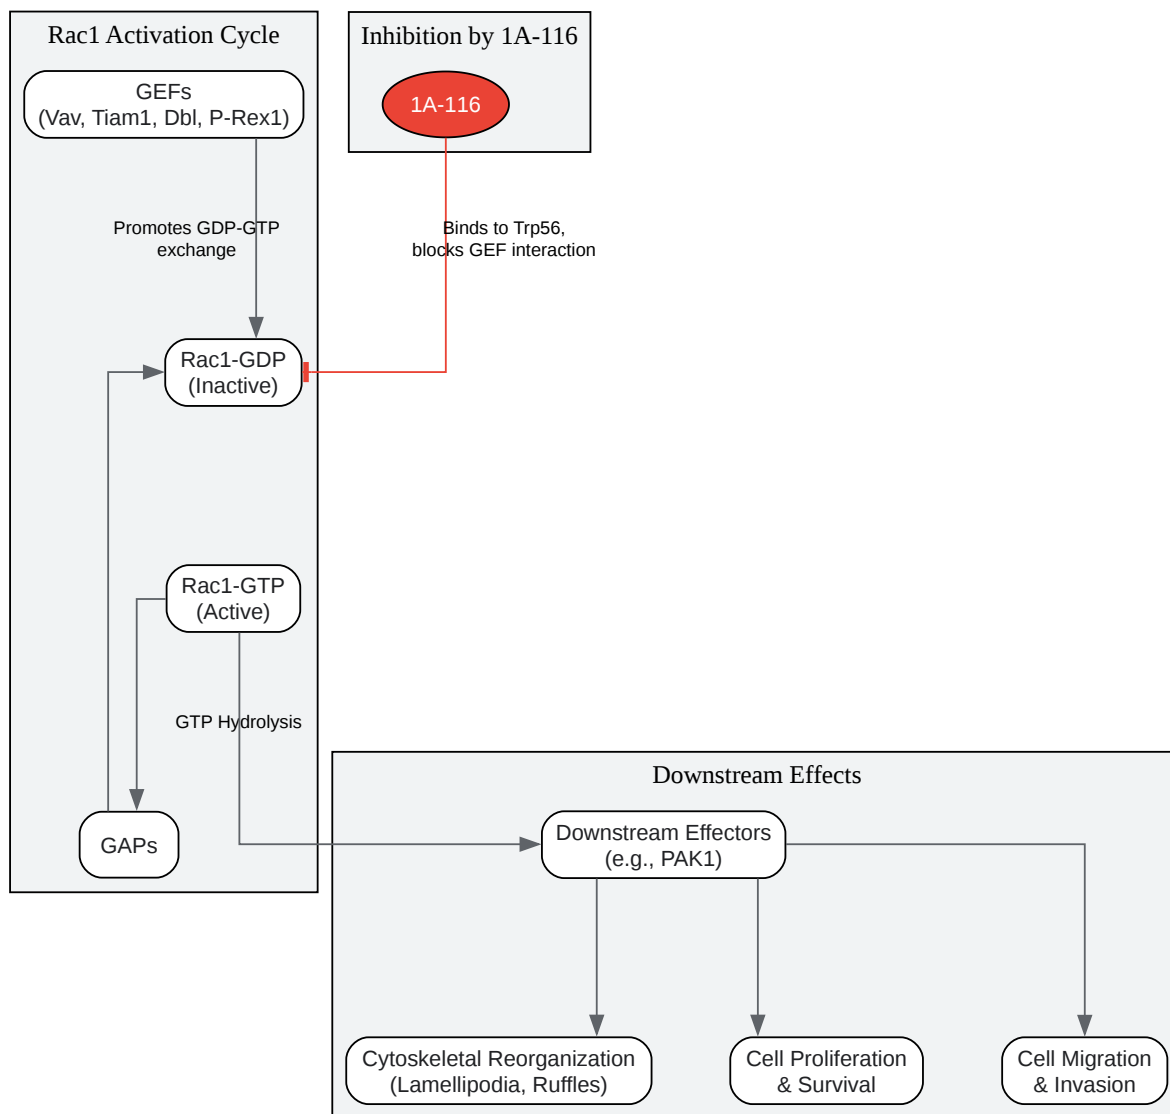 Rac1 Activation Cycle
GEFs
(Vav, Tiam1, Dbl, P-Rex1)
Promotes GDP-GTP
exchange
Rac1-GDP
(Inactive)
Rac1-GTP
(Active)
GTP Hydrolysis
GAPs
Inhibition by 1A-116
1A-116
Binds to Trp56,
blocks GEF interaction
Downstream Effects
Downstream Effectors
(e.g., PAK1)
Cytoskeletal Reorganization
(Lamellipodia, Ruffles)
Cell Proliferation
& Survival
Cell Migration
& Invasion